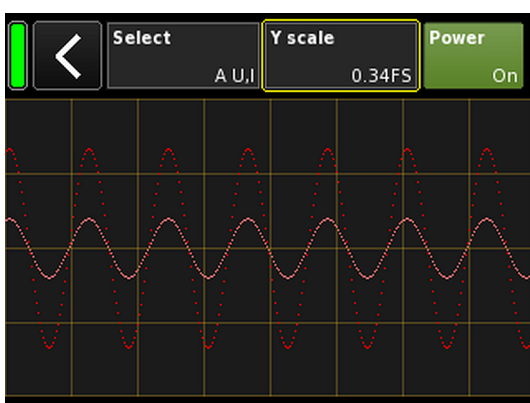 Select
A U,I
Y scale
0.34FS
Power
On